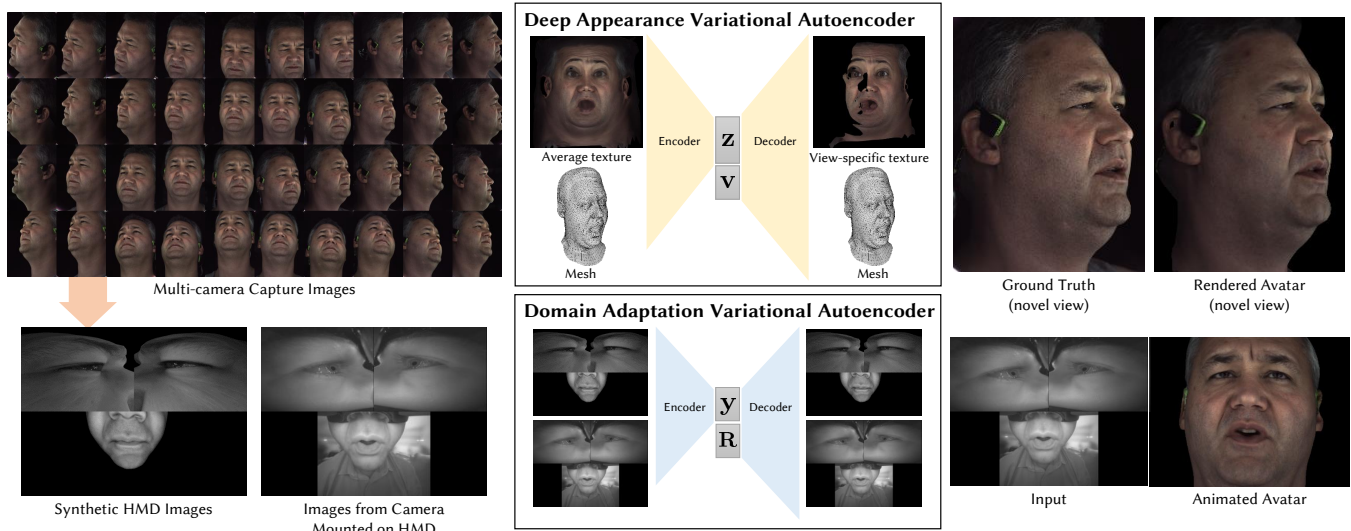 Multi-camera Capture Images
Synthetic HMD Images
Images from Camera
Mounted on HMD
Deep Appearance Variational Autoencoder
Encoder
z
v
Decoder
Average texture
View-specific texture
Mesh
Mesh
Domain Adaptation Variational Autoencoder
Encoder
y
R
Decoder
Ground Truth
(novel view)
Rendered Avatar
(novel view)
Input
Animated Avatar